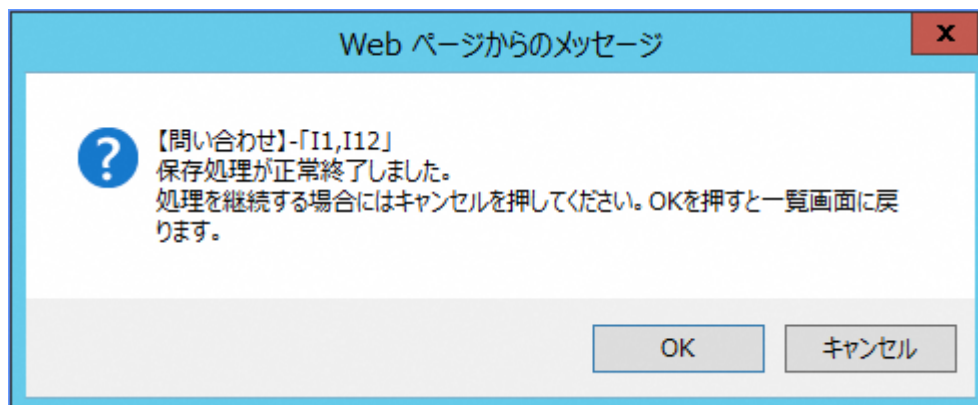 Web ページからのメッセージ
x
?
【問い合わせ】-「I1,I12」
保存処理が正常終了しました。
処理を継続する場合にはキャンセルを押してください。OKを押すと一覧画面に戻
ります。
OK
キャンセル